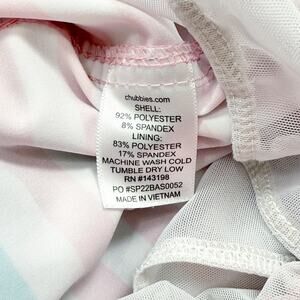 chubbies.com
SHELL:
92% POLYESTER
8% SPANDEX
LINING:
83% POLYESTER
17% SPANDEX
MACHINE WASH COLD
TUMBLE DRY LOW
RN #143198
PO #SP22BAS0052
MADE IN VIETNAM